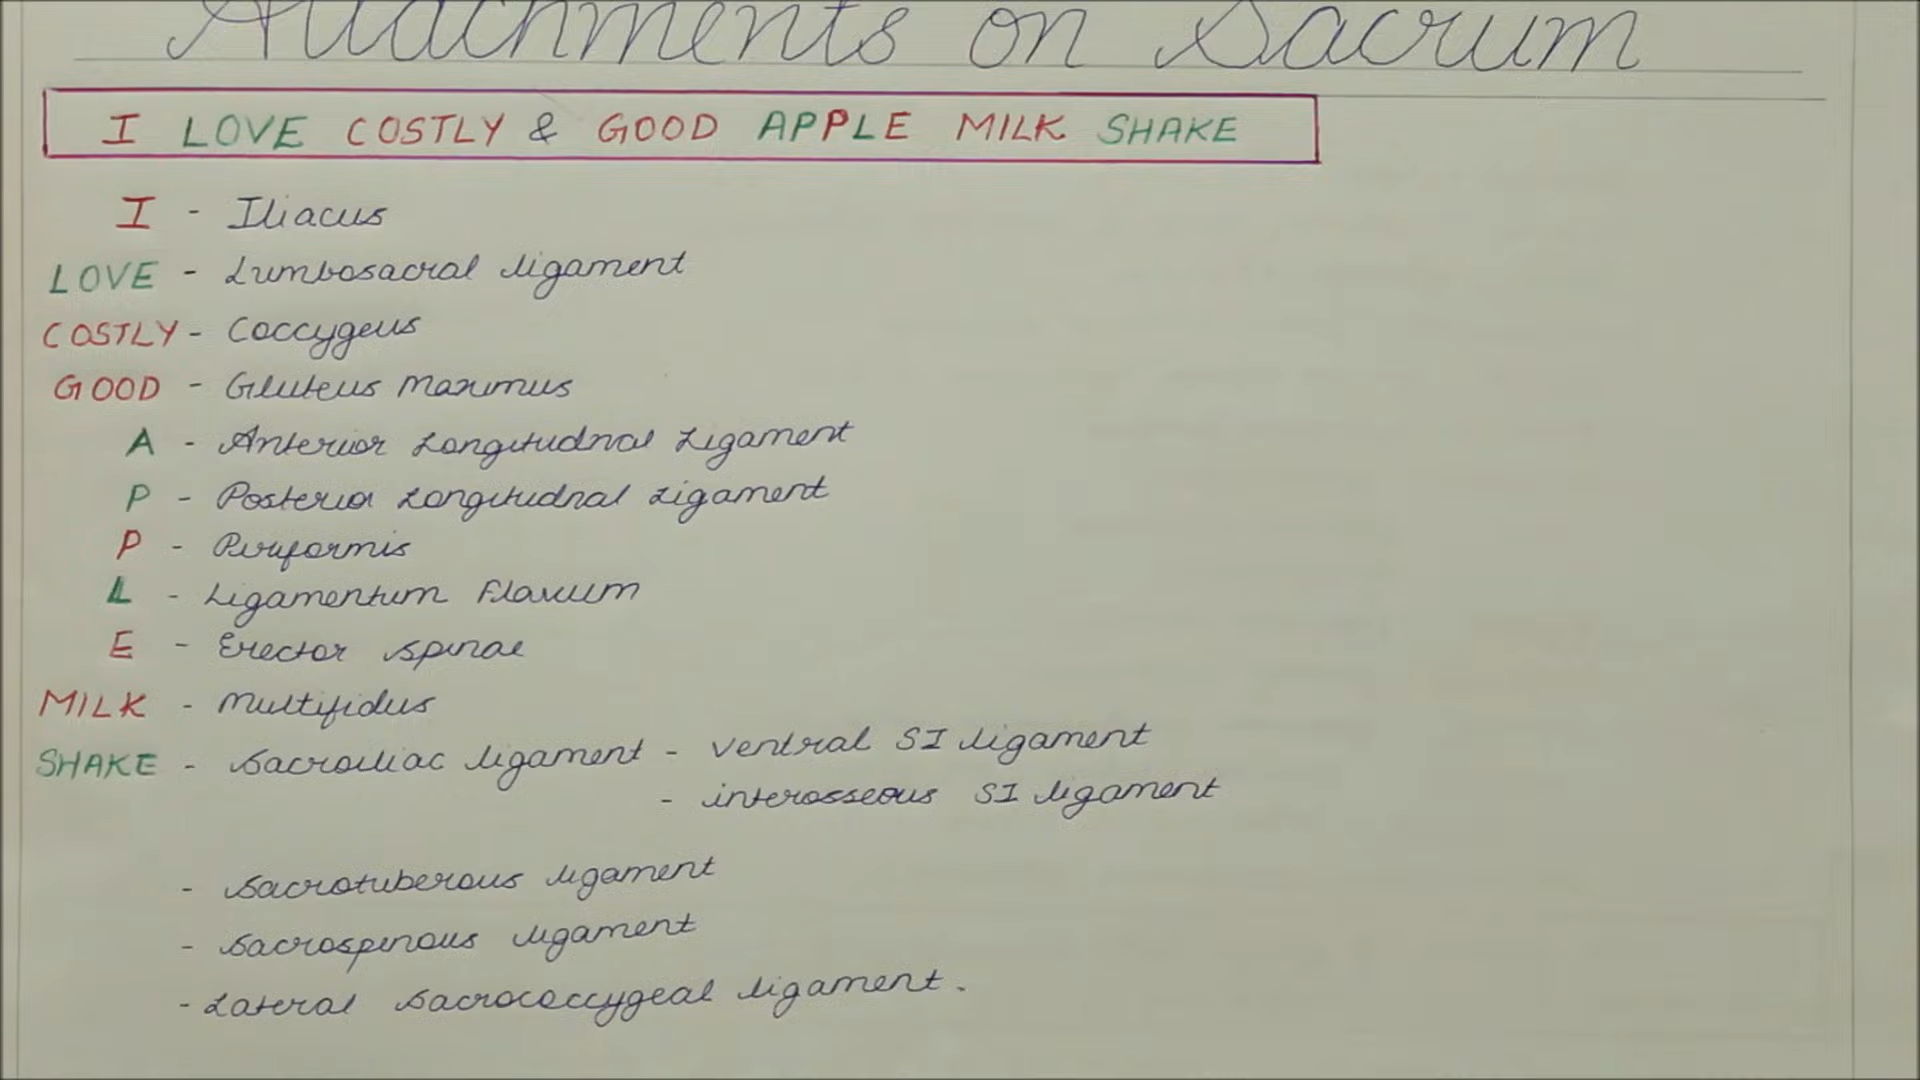 Attachments on Sacrum
I LOVE COSTLY & GOOD APPLE MILK SHAKE
I - Iliacus
LOVE - Lumbosacral ligament
COSTLY - Coccygeus
GOOD - Gluteus Maximus
A - Anterior Longitudnal Ligament
P - Posterior Longitudnal Ligament
P - Piriformis
L - Ligamentum Flavum
E - Erector spinae
MILK - Multifidus
SHAKE - Sacroiliac ligament - Ventral SI ligament
- interosseous SI ligament
- Sacrotuberous ligament
- Sacrospinous ligament
- Lateral sacrococcygeal ligament.